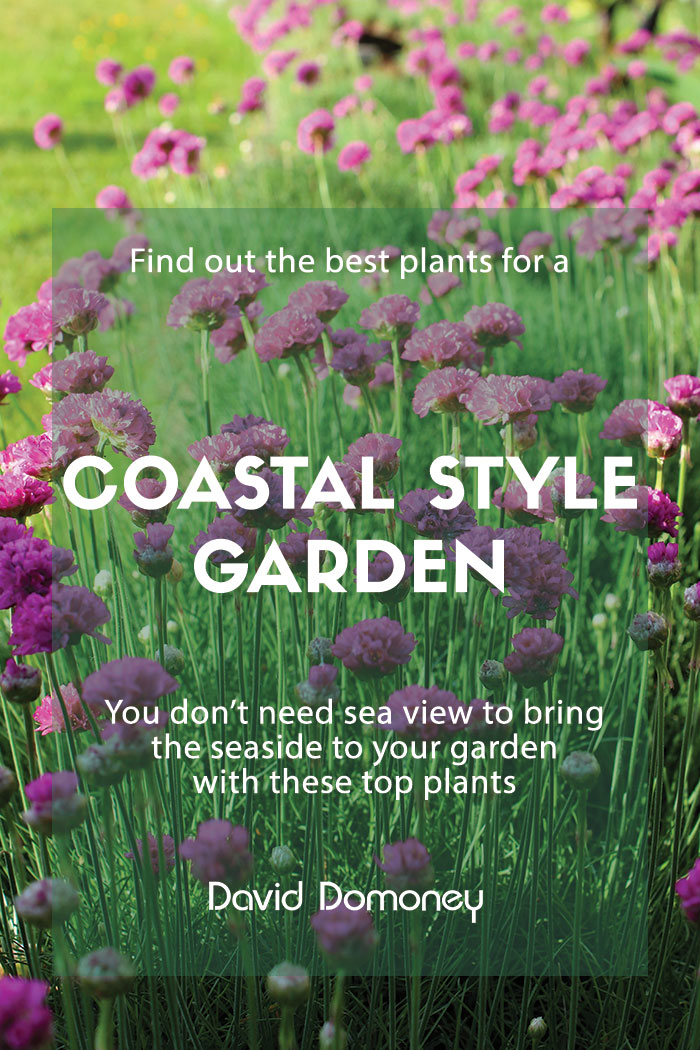 Find out the best plants for a
COASTAL STYLE
GARDEN
You don’t need sea view to bring
the seaside to your garden
with these top plants
David Domoney